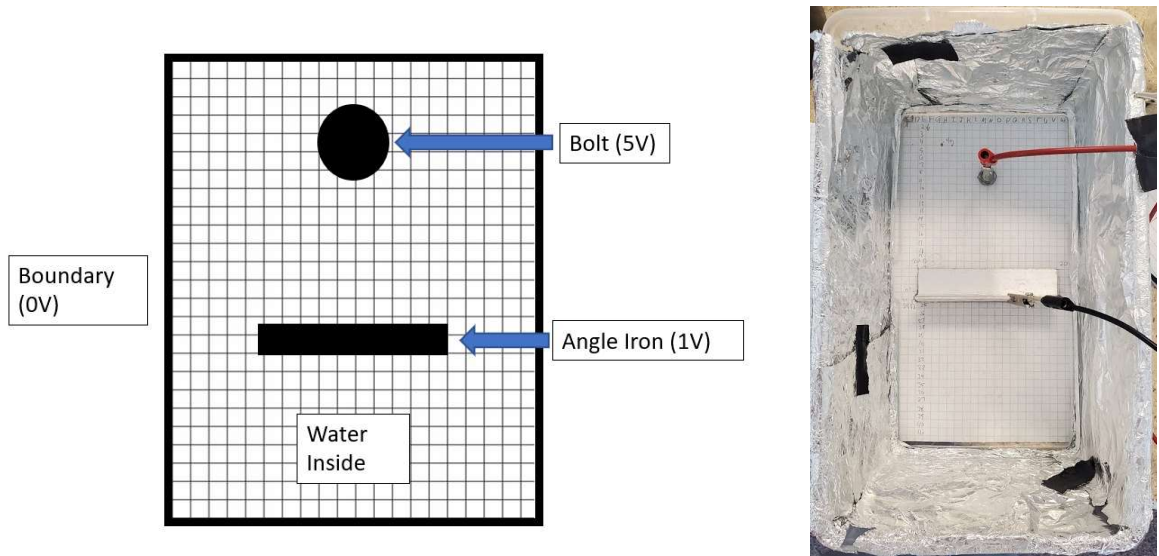 Bolt (5V)
Boundary
(0V)
Angle Iron (1V)
Water
Inside